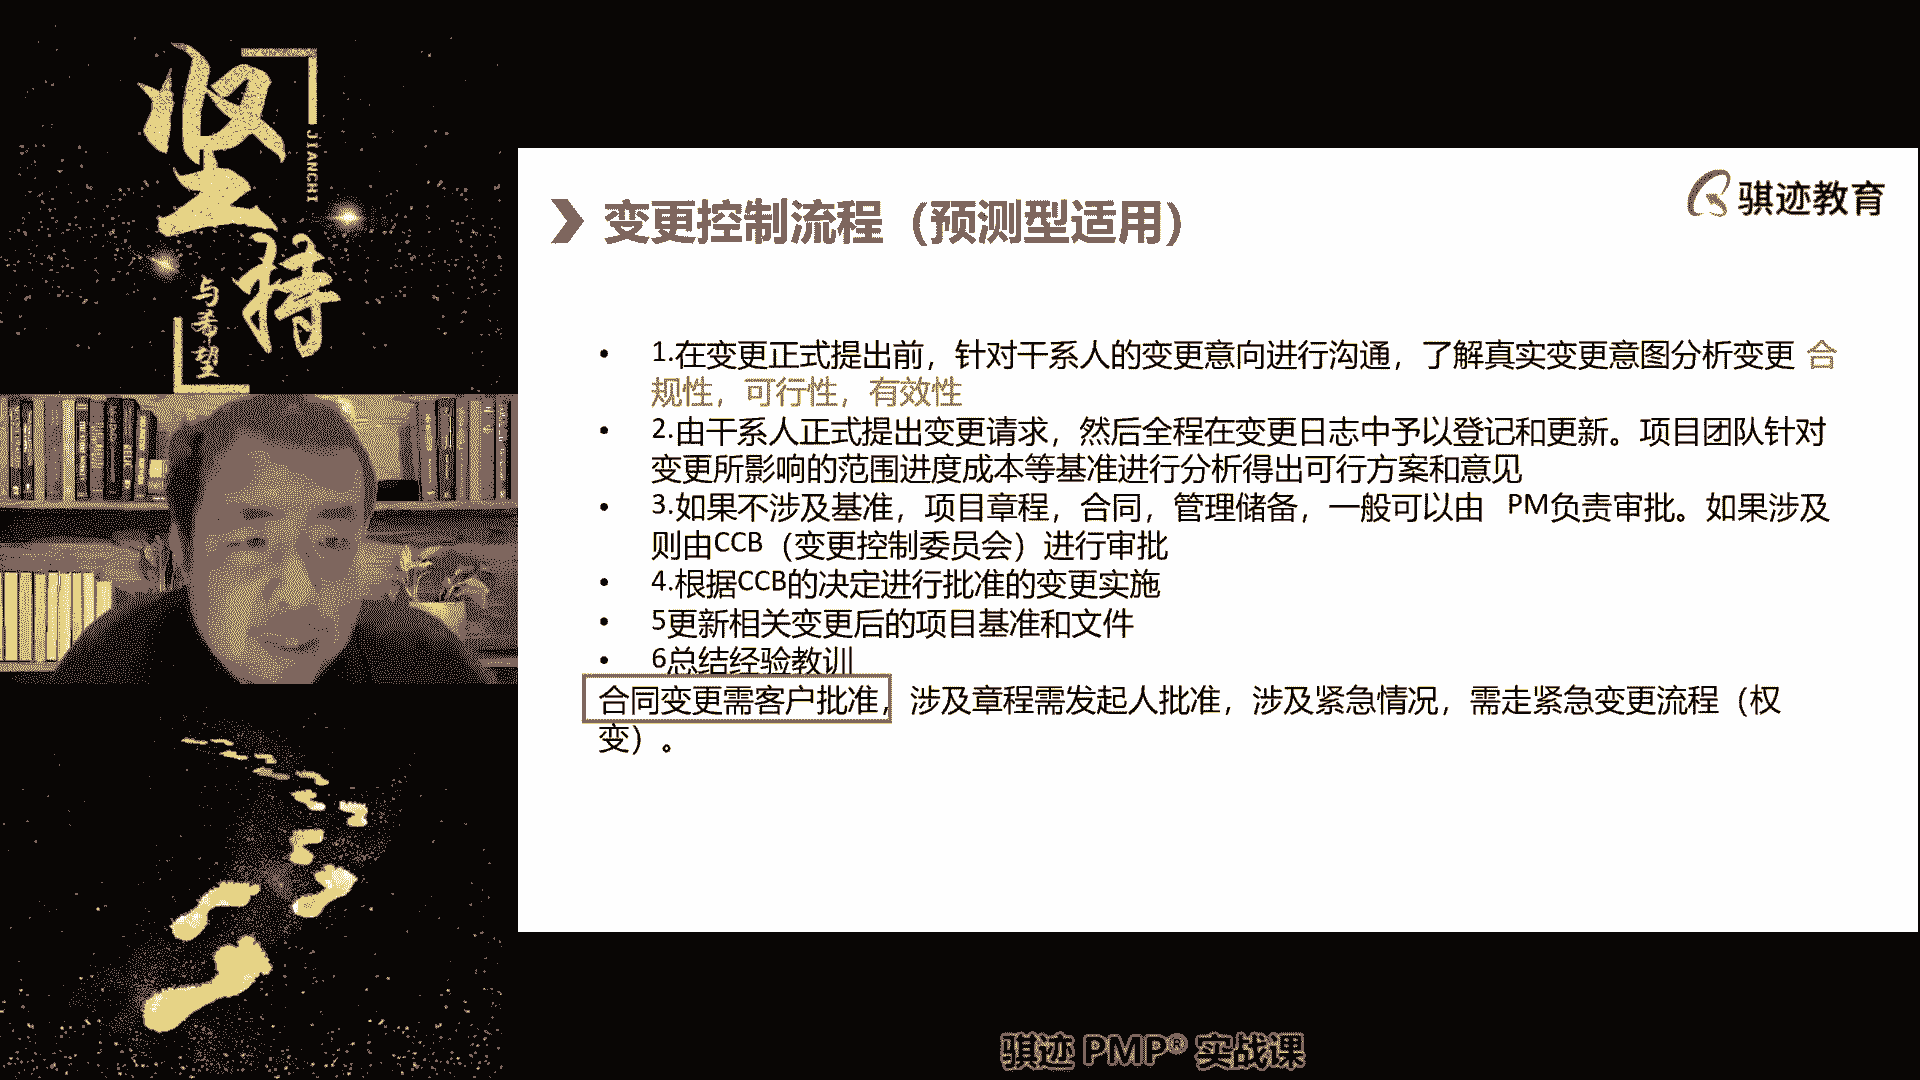 坚持
JIANCHI
与希望
骐迹教育
变更控制流程（预测型适用）
• 1.在变更正式提出前，针对干系人的变更意向进行沟通，了解真实变更意图分析变更 合
规性，可行性，有效性
• 2.由干系人正式提出变更请求，然后全程在变更日志中予以登记和更新。项目团队针对
变更所影响的范围进度成本等基准进行分析得出可行方案和意见
• 3.如果不涉及基准，项目章程，合同，管理储备，一般可以由 PM负责审批。如果涉及
则由CCB（变更控制委员会）进行审批
• 4.根据CCB的决定进行批准的变更实施
• 5更新相关变更后的项目基准和文件
• 6总结经验教训
合同变更需客户批准，涉及章程需发起人批准，涉及紧急情况，需走紧急变更流程（权
变）。
骐迹 PMP® 实战课